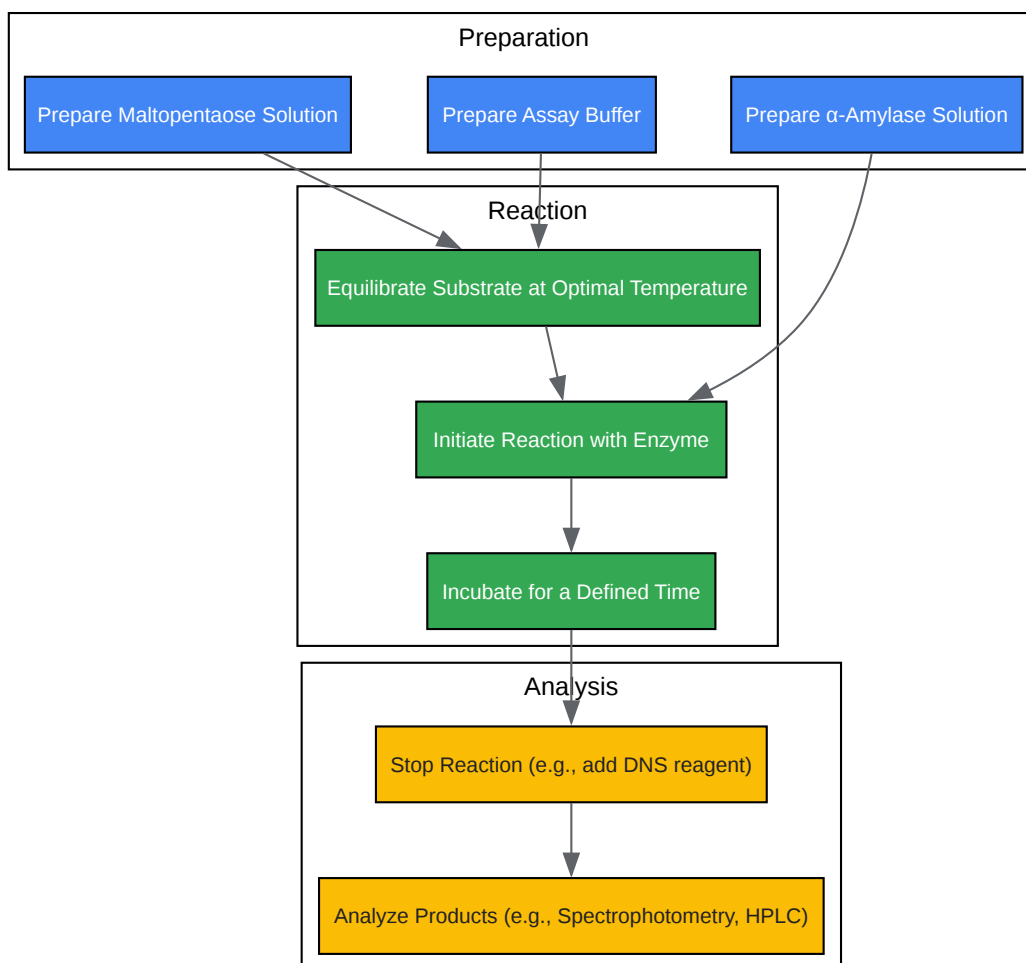 Preparation
Prepare Maltopentaose Solution
Prepare Assay Buffer
Prepare α-Amylase Solution
Reaction
Equilibrate Substrate at Optimal Temperature
Initiate Reaction with Enzyme
Incubate for a Defined Time
Analysis
Stop Reaction (e.g., add DNS reagent)
Analyze Products (e.g., Spectrophotometry, HPLC)